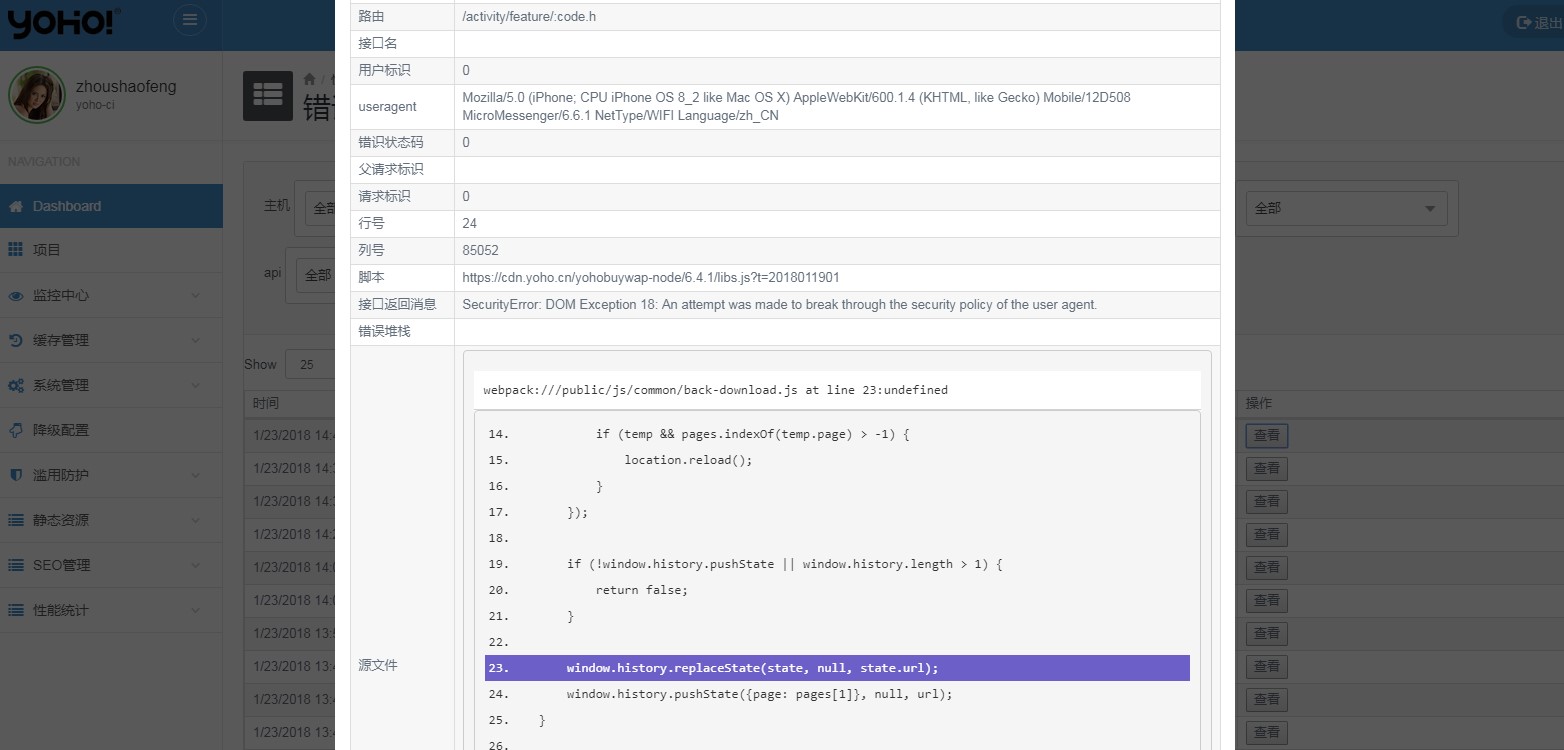 YOHO!
退出
zhoushaofeng
yoho-ci
NAVIGATION
Dashboard
项目
监控中心
缓存管理
系统管理
降级配置
滥用防护
静态资源
SEO管理
性能统计
/
错
主机
全部
api
全部
全部
Show
25
时间
操作
1/23/2018 14:
查看
1/23/2018 14:
查看
1/23/2018 14:
查看
1/23/2018 14:
查看
1/23/2018 14:
查看
1/23/2018 14:
查看
1/23/2018 13:
查看
1/23/2018 13:
查看
1/23/2018 13:
查看
1/23/2018 13:
查看
路由 /activity/feature/:code.h
接口名
用户标识 0
useragent Mozilla/5.0 (iPhone; CPU iPhone OS 8_2 like Mac OS X) AppleWebKit/600.1.4 (KHTML, like Gecko) Mobile/12D508
MicroMessenger/6.6.1 NetType/WIFI Language/zh_CN
错识状态码 0
父请求标识
请求标识 0
行号 24
列号 85052
脚本 https://cdn.yoho.cn/yohobuywap-node/6.4.1/libs.js?t=2018011901
接口返回消息 SecurityError: DOM Exception 18: An attempt was made to break through the security policy of the user agent.
错误堆栈
源文件
webpack:///public/js/common/back-download.js at line 23:undefined
14. if (temp && pages.indexOf(temp.page) > -1) {
15. location.reload();
16. }
17. });
18.
19. if (!window.history.pushState || window.history.length > 1) {
20. return false;
21. }
22.
23. window.history.replaceState(state, null, state.url);
24. window.history.pushState({page: pages[1]}, null, url);
25. }
26.